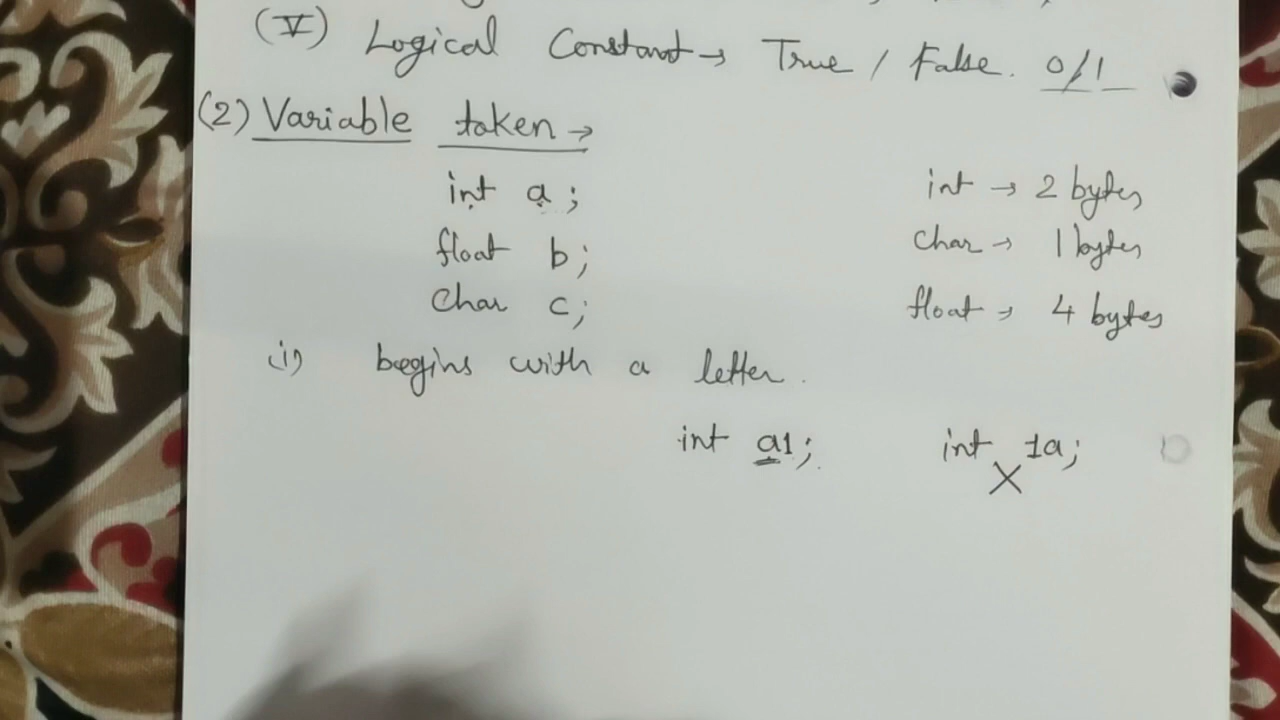 (V) Logical Constant → True / False. 0/1
(2) Variable taken →
int a; int → 2 bytes
float b; char → 1 bytes
Char c; float → 4 bytes
(i) begins with a letter.
int a1; int 1a;
X